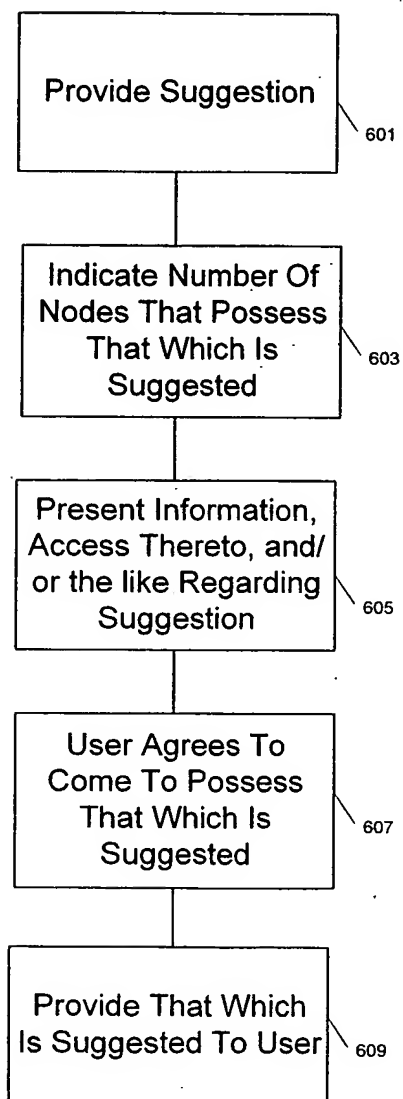 Provide Suggestion
601
Indicate Number Of
Nodes That Possess
That Which Is
Suggested
603
Present Information,
Access Thereto, and/
or the like Regarding
Suggestion
605
User Agrees To
Come To Possess
That Which Is
Suggested
607
Provide That Which
Is Suggested To User
609